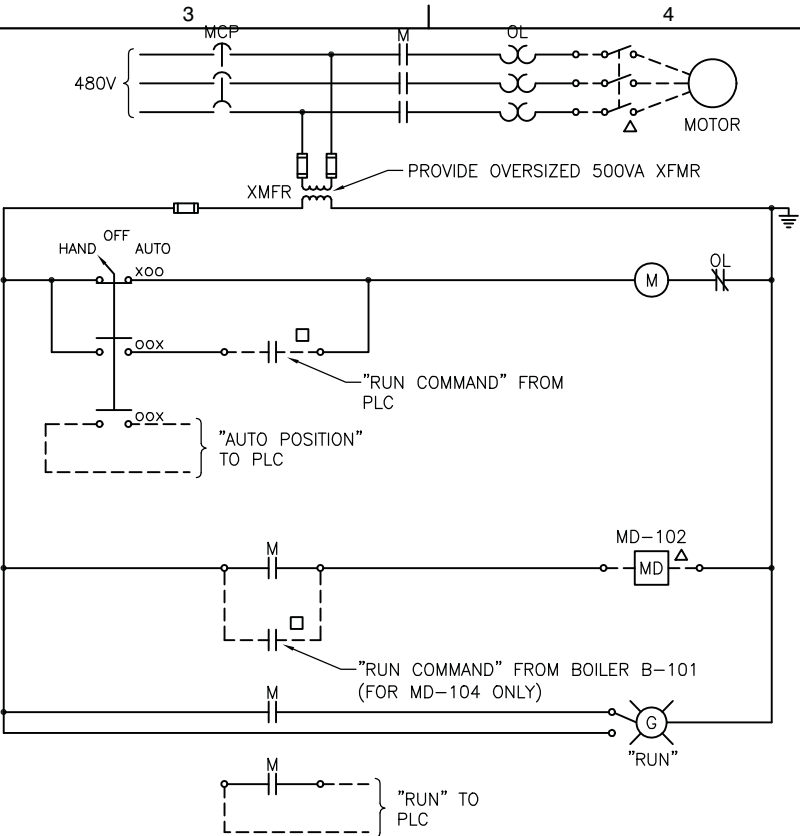 3
4
MCP
M
OL
480V
MOTOR
PROVIDE OVERSIZED 500VA XFMR
XMFR
OFF
HAND
AUTO
XOO
M
OL
OOX
"RUN COMMAND" FROM
PLC
OOX
"AUTO POSITION"
TO PLC
M
MD-102
MD
"RUN COMMAND" FROM BOILER B-101
(FOR MD-104 ONLY)
M
G
"RUN"
M
"RUN" TO
PLC